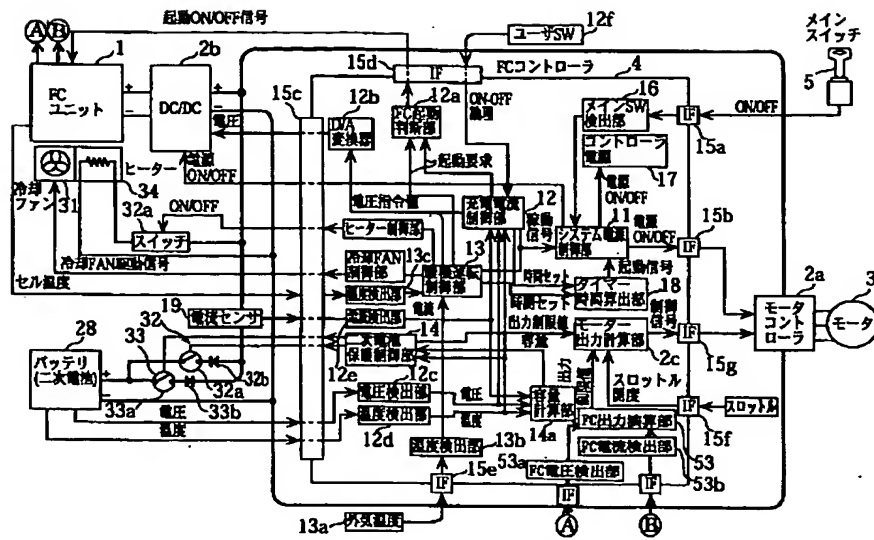 起動ON/OFF信号
Ⓐ Ⓑ
1
FC
ユニット
2b
DC/DC
電圧
15c
15d
IF
12a
FC起動
判断部
12b
D/A
変換器
ON-OFF
ユーザSW
12f
FCコントローラ
4
メイン
スイッチ
5
ON/OFF
IF
15a
16
メインSW
検出部
コントローラ
電源
17
電源
ON/OFF
起動要求
電圧指令値
充電電流
制御部
12
稼動
信号
11
システム電源
制御部
電源
ON/OFF
15b
IF
冷却
ファン
31
ヒーター
34
電源
ON/OFF
32a
スイッチ
ON/OFF
ヒーター制御部
冷却FAN駆動信号
冷却FAN
制御部
13c
温度検出部
暖機運転
制御部
13
セル温度
時間セット
時間セット
起動信号
タイマー
時間算出部
18
制御
信号
IF
15g
2a
モータ
コントローラ
3
モータ
19
電流センサ
電流
電流検出部
12e
14
二次電池
保暖制御部
出力制限値
容量
モーター
出力計算部
2c
28
バッテリ
(二次電池)
33
32
32a
32b
33a
33b
電圧
温度
12c
電圧検出部
電圧
12d
温度検出部
温度
容量
計算部
14a
出力
制限値
スロットル
開度
IF
15f
スロットル
FC出力演算部
53
FC電流検出部
53b
53a
FC電圧検出部
温度検出部
13b
IF
15e
13a
外気温度
IF
IF
Ⓐ
Ⓑ